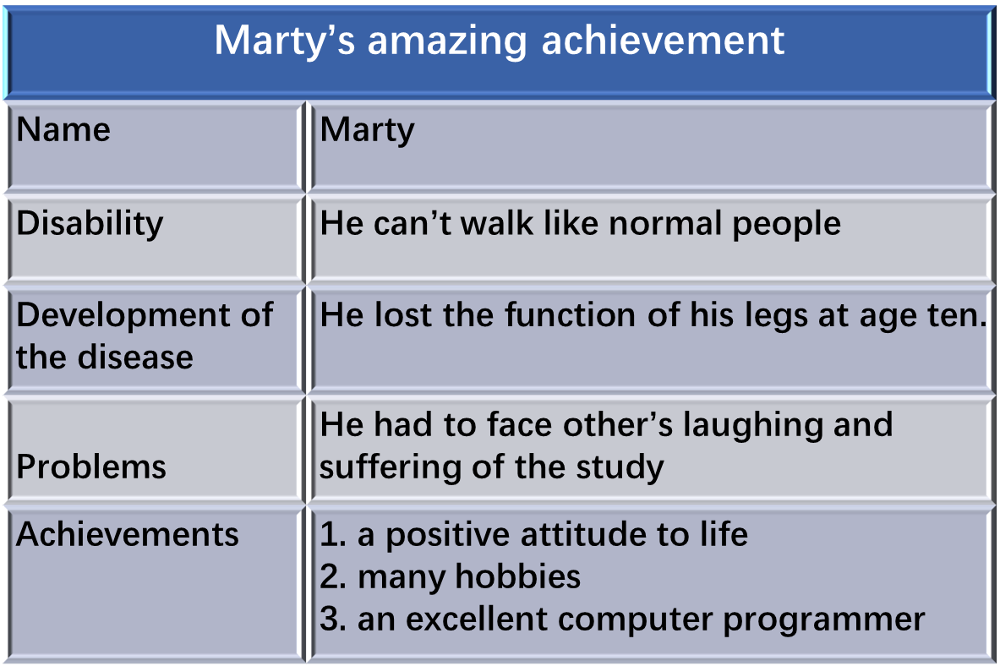 Marty’s amazing achievement
Name
Marty
Disability
He can’t walk like normal people
Development of
the disease
He lost the function of his legs at age ten.
Problems
He had to face other’s laughing and
suffering of the study
Achievements
1. a positive attitude to life
2. many hobbies
3. an excellent computer programmer